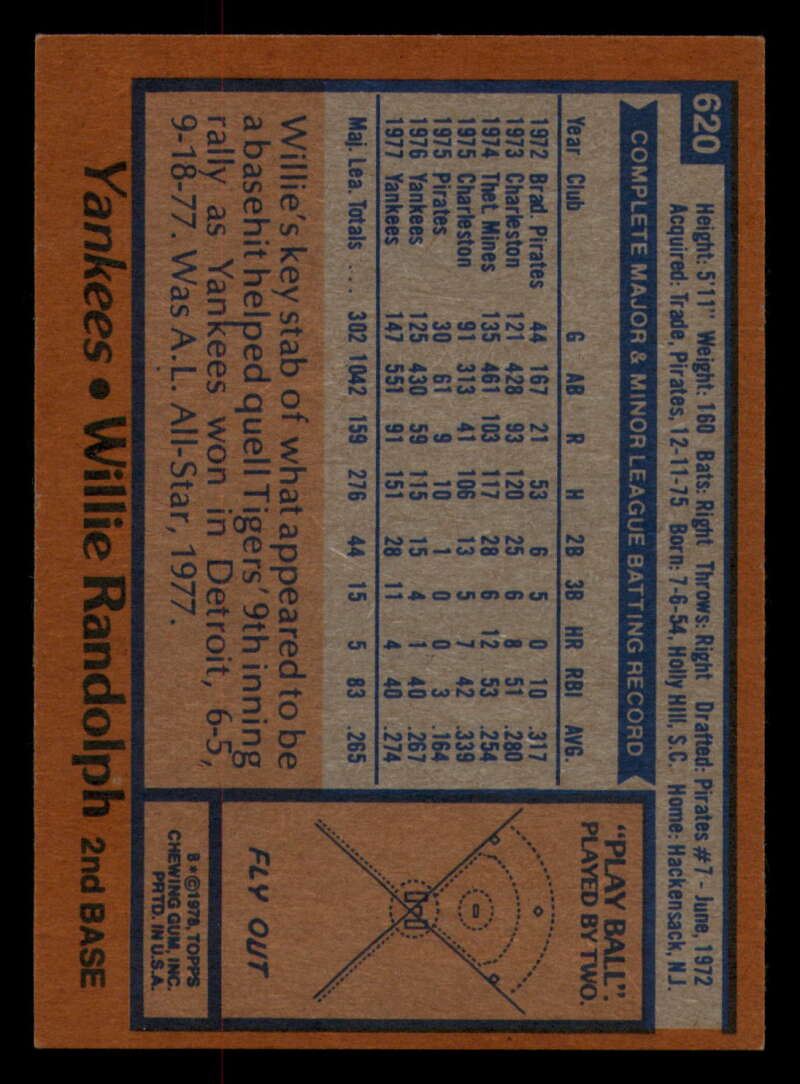 620
Height: 5'11" Weight: 160 Bats: Right Throws: Right Drafted: Pirates #7 - June, 1972
Acquired: Trade, Pirates, 12-11-75 Born: 7-6-54, Holly Hill, S.C. Home: Hackensack, N.J.
COMPLETE MAJOR & MINOR LEAGUE BATTING RECORD
Year Club G AB R H 2B 3B HR RBI AVG.
1972 Brad. Pirates 44 167 21 53 6 5 0 10 .317
1973 Charleston 121 428 93 120 25 6 8 51 .280
1974 Thet. Mines 135 461 103 117 28 6 12 53 .254
1975 Charleston 91 313 41 106 13 5 7 42 .339
1975 Pirates 30 61 9 10 1 0 0 3 .164
1976 Yankees 125 430 59 115 15 4 1 40 .267
1977 Yankees 147 551 91 151 28 11 4 40 .274
Maj. Lea. Totals .... 302 1042 159 276 44 15 5 83 .265
Willie's key stab of what appeared to be
a basehit helped quell Tigers' 9th inning
rally as Yankees won in Detroit, 6-5,
9-18-77. Was A.L. All-Star, 1977.
"PLAY BALL".
PLAYED BY TWO.
FLY OUT
B*©1978, TOPPS
CHEWING GUM, INC.
PRTD. IN U.S.A.
Yankees • Willie Randolph 2nd BASE